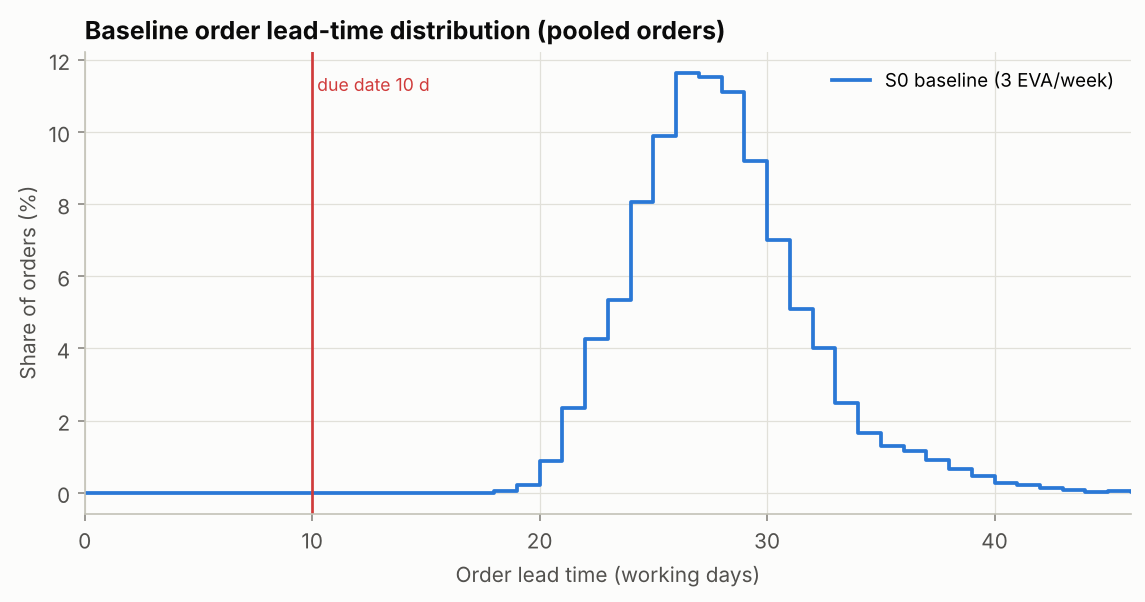 Baseline order lead-time distribution (pooled orders)
due date 10 d
S0 baseline (3 EVA/week)
Share of orders (%)
12
10
8
6
4
2
0
0 10 20 30 40
Order lead time (working days)